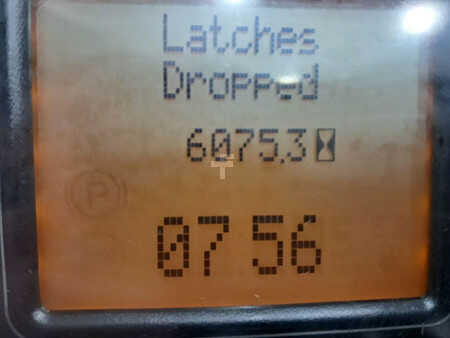 Latches
Dropped
6075.3
P
07 56